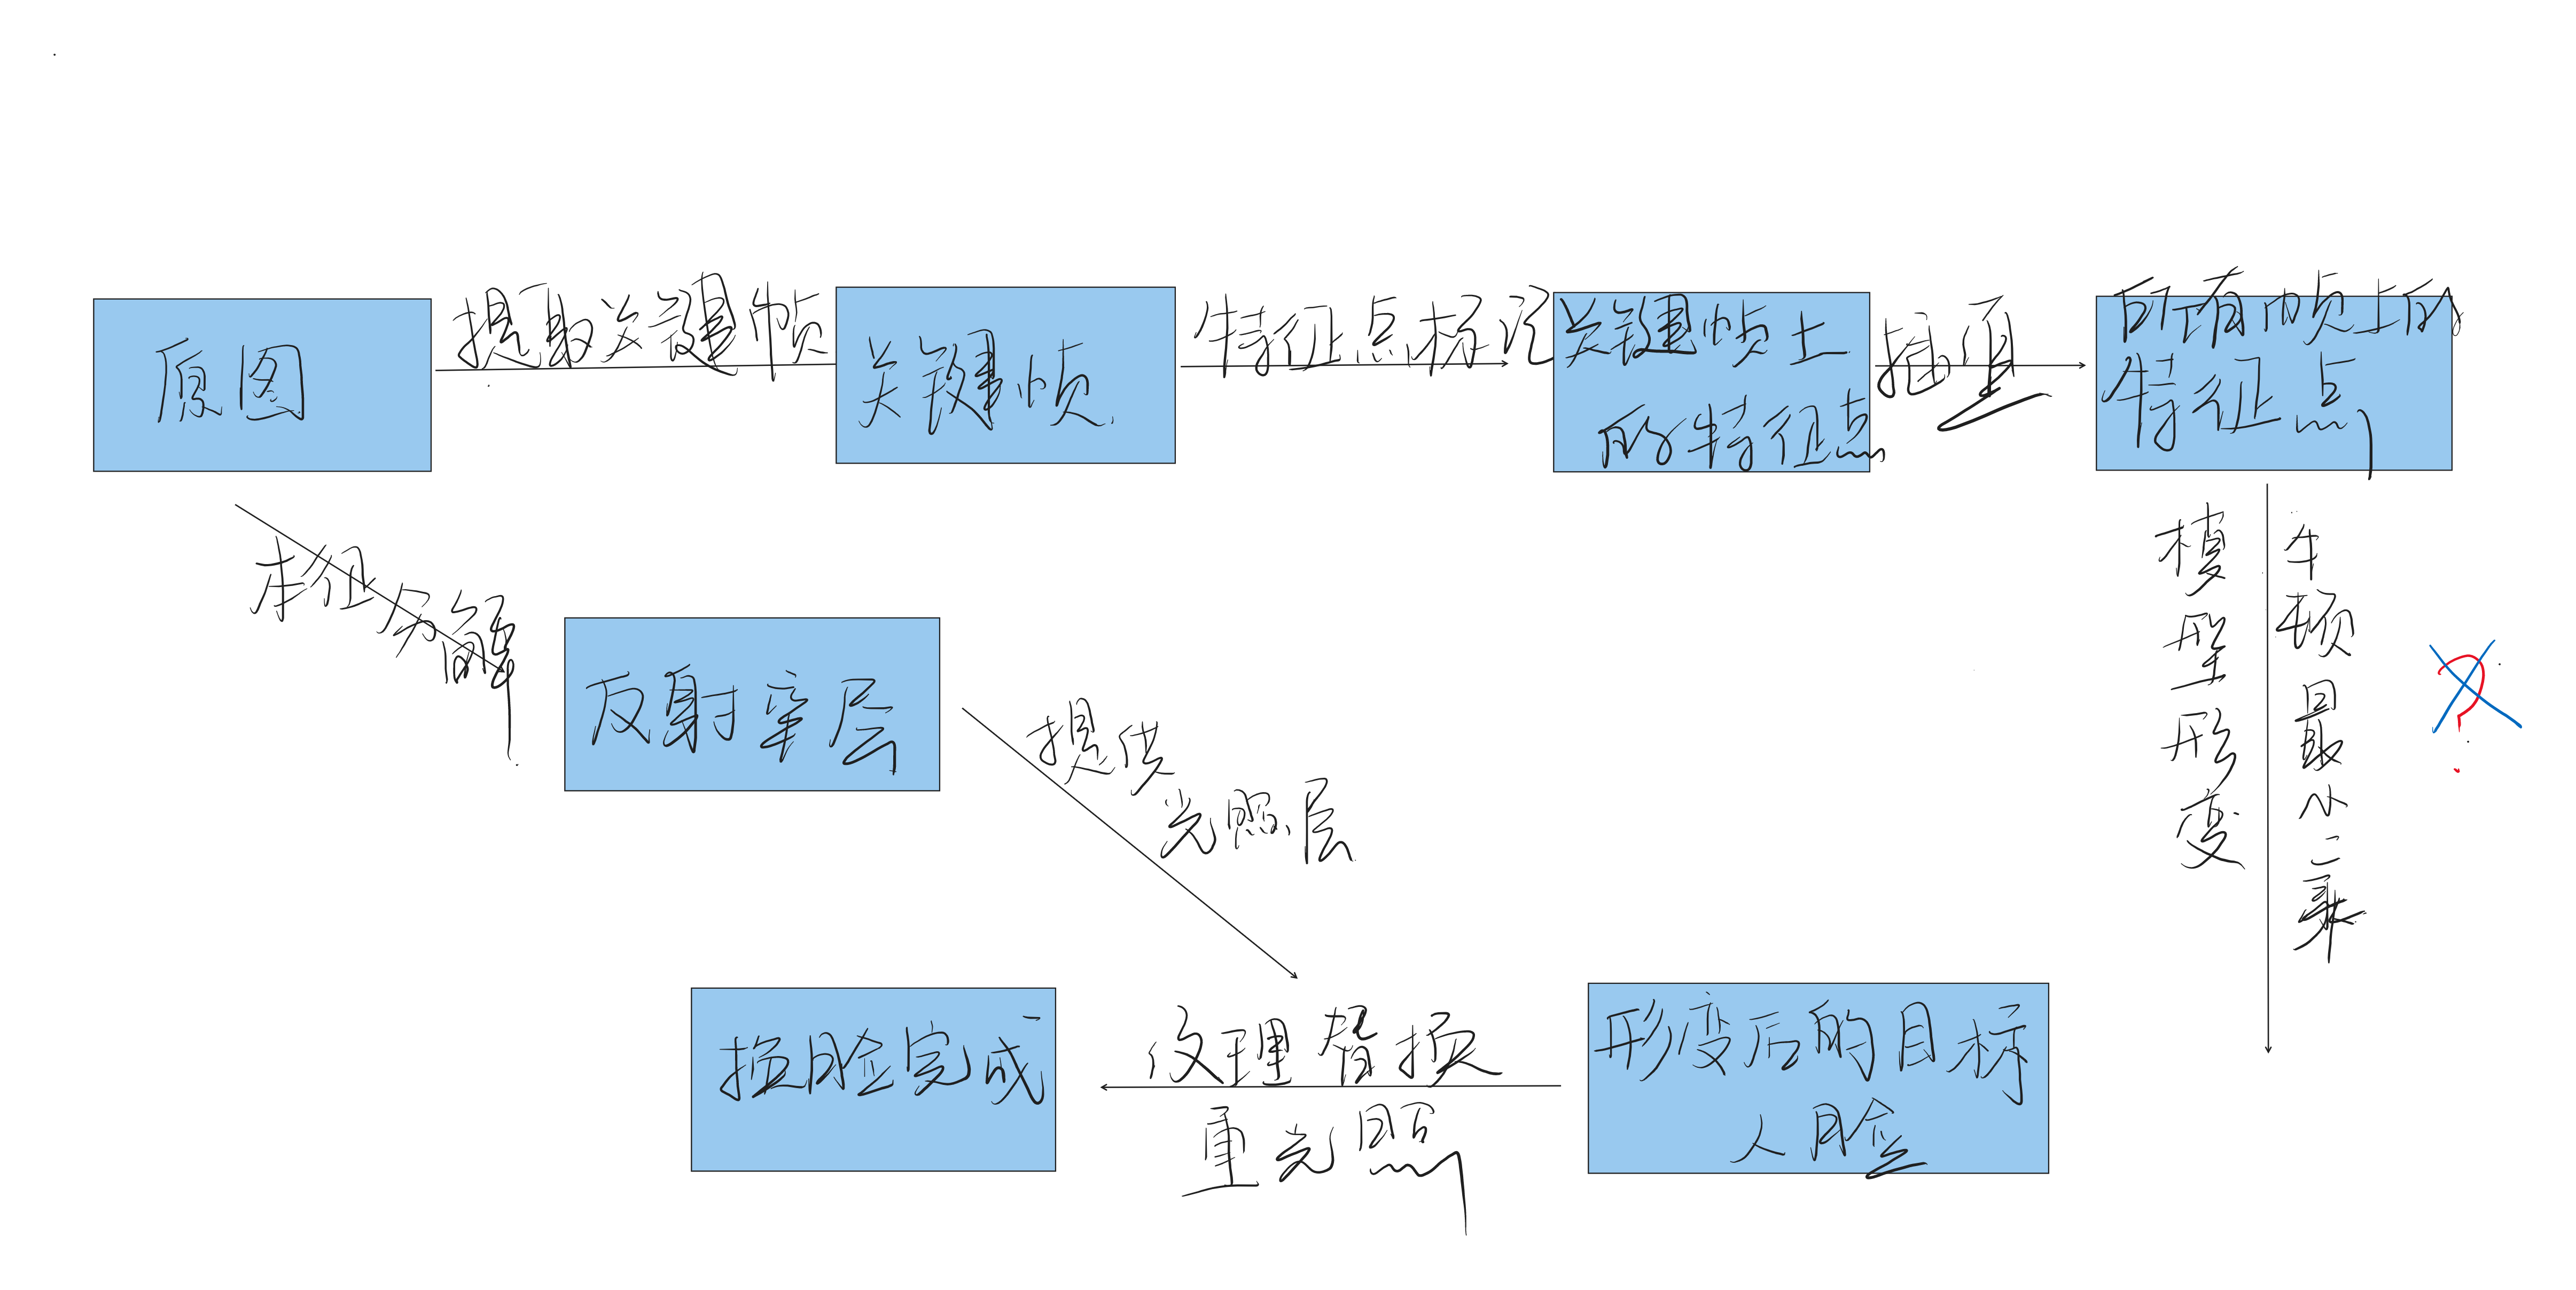 原图
提取关键帧
关键帧
特征点标记
关键帧上
的特征点
插值
所有帧上的
特征点
本征分解
反射率层
提供
光照层
模型形变
牛顿最小二乘
?
换脸完成
纹理替换
重光照
形变后的目标
人脸